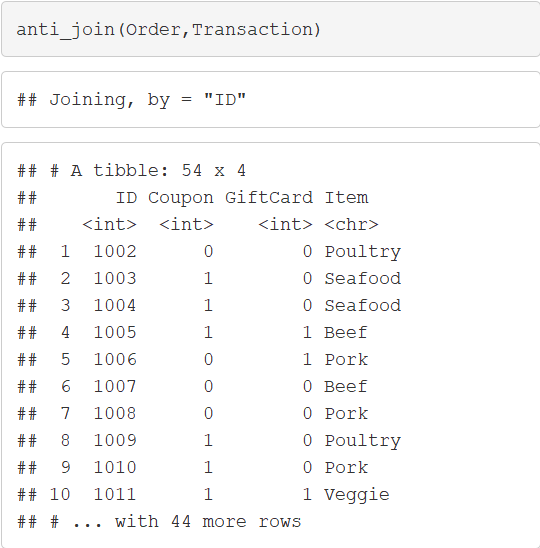 anti_join(Order,Transaction)
## Joining, by = "ID"
## # A tibble: 54 x 4
##       ID Coupon GiftCard Item
##    <int>  <int>    <int> <chr>
##  1  1002      0        0 Poultry
##  2  1003      1        0 Seafood
##  3  1004      1        0 Seafood
##  4  1005      1        1 Beef
##  5  1006      0        1 Pork
##  6  1007      0        0 Beef
##  7  1008      0        0 Pork
##  8  1009      1        0 Poultry
##  9  1010      1        0 Pork
## 10  1011      1        1 Veggie
## # ... with 44 more rows